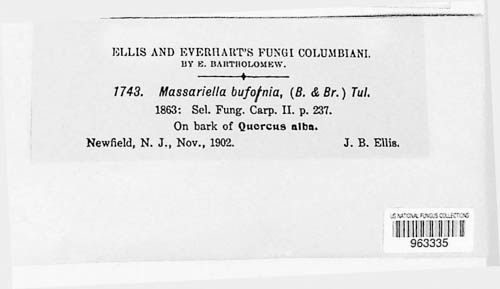 ELLIS AND EVERHART'S FUNGI COLUMBIANI.
BY E. BARTHOLOMEW.
1743. Massariella bufonia, (B. & Br.) Tul.
1863: Sel. Fung. Carp. II. p. 237.
On bark of Quercus alba.
Newfield, N. J., Nov., 1902. J. B. Ellis.
US NATIONAL FUNGUS COLLECTIONS
963335